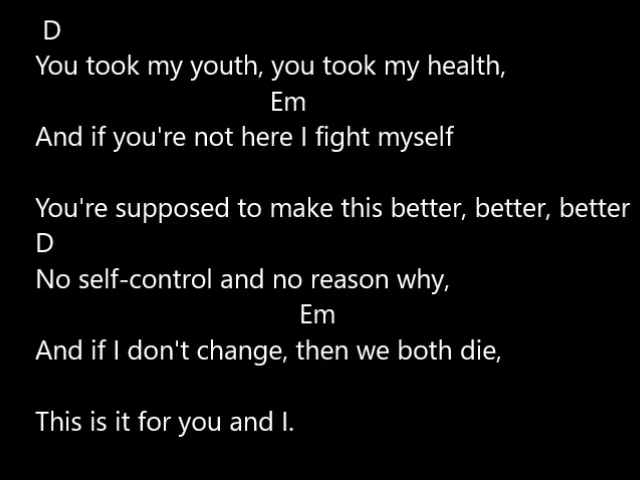 D
You took my youth, you took my health,
Em
And if you're not here I fight myself
You're supposed to make this better, better, better
D
No self-control and no reason why,
Em
And if I don't change, then we both die,
This is it for you and I.